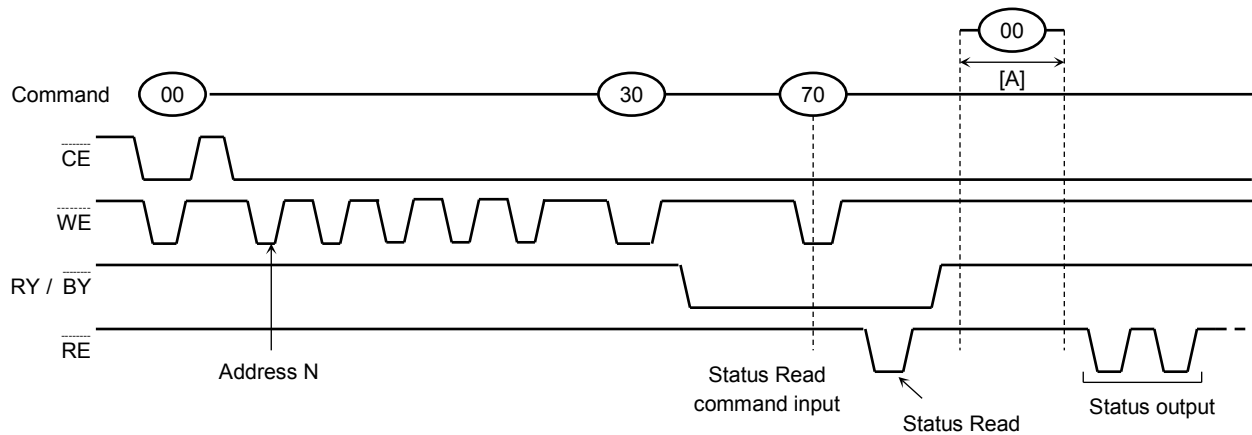 00
[A]
Command 00 30 70
CE
WE
RY / BY
RE
Address N
Status Read
command input
Status Read
Status output